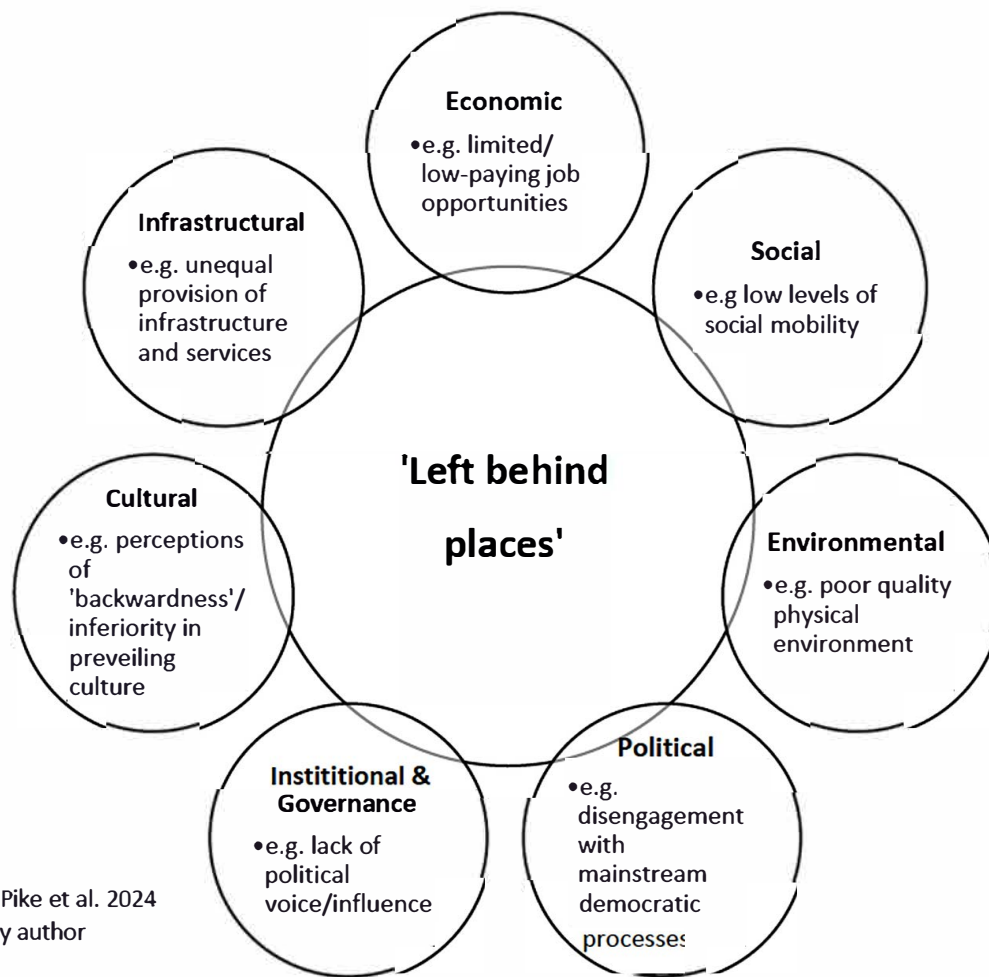 Economic
•e.g. limited/
low-paying job
opportunities
Social
•e.g low levels of
social mobility
Environmental
•e.g. poor quality
physical
environment
Political
•e.g.
disengagement
with
mainstream
democratic
processes
Instititional &
Governance
•e.g. lack of
political
voice/influence
Cultural
•e.g. perceptions
of
'backwardness'/
inferiority in
preveiling
culture
Infrastructural
•e.g. unequal
provision of
infrastructure
and services
'Left behind
places'
Pike et al. 2024
y author